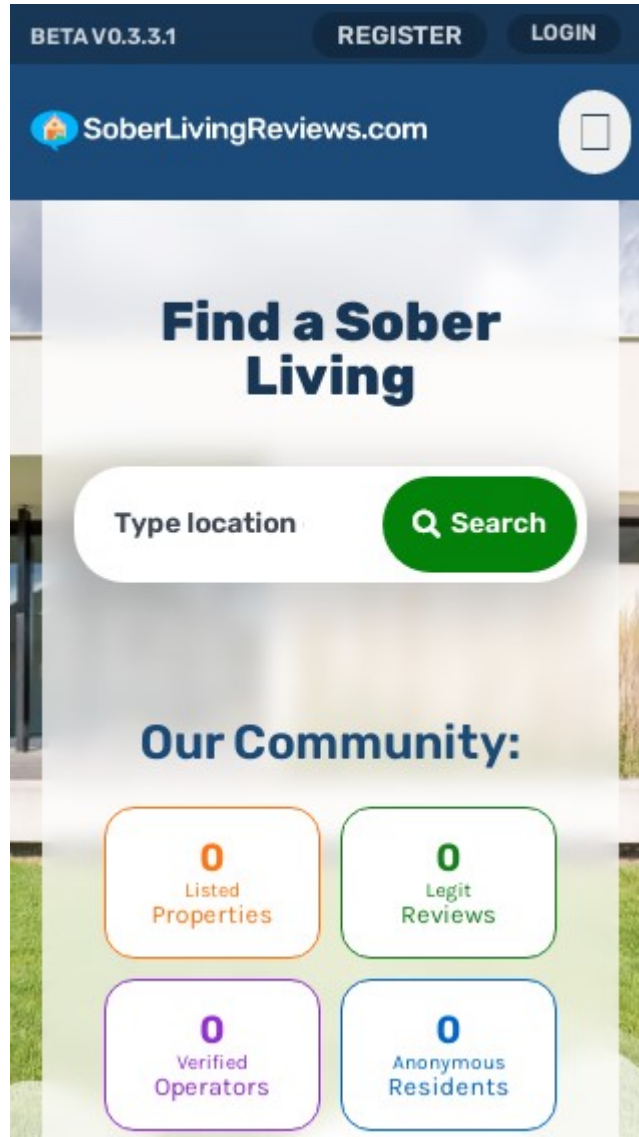 BETA V0.3.3.1 REGISTER LOGIN
SoberLivingReviews.com
Find a Sober
Living
Type location Search
Our Community:
0 0
Listed Legit
Properties Reviews
0 0
Verified Anonymous
Operators Residents